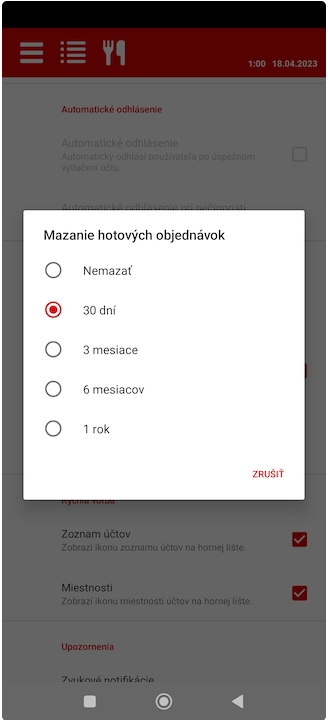 1:00 18.04.2023
Automatické odhlásenie
Automatické odhlásenie
Automaticky odhlási používateľa po úspešnom
vytlačení účtu.
Automatické odhlásenie pri nečinnosti
Mazanie hotových objednávok
Nemazať
30 dní
3 mesiace
6 mesiacov
1 rok
ZRUŠIŤ
Rýchla voľba
Zoznam účtov
Zobrazí ikonu zoznamu účtov na hornej lište.
Miestnosti
Zobrazí ikonu miestností účtov na hornej lište.
Upozornenia
Zvukové notifikácie